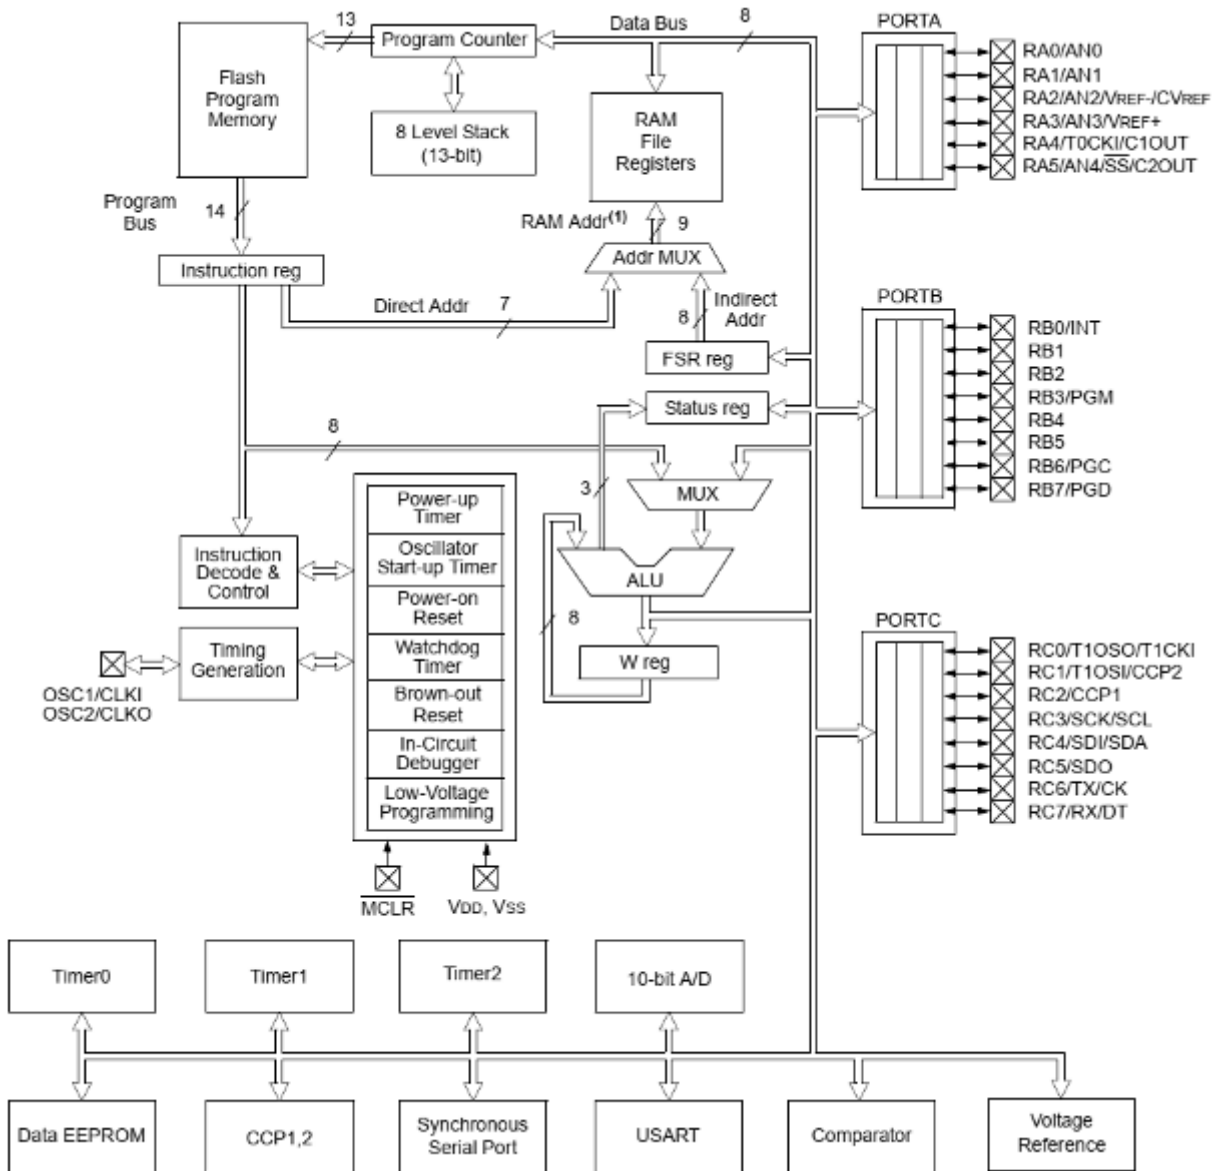 13
Data Bus
8
PORTA
Flash
Program
Memory
Program Counter
8 Level Stack
(13-bit)
RAM
File
Registers
RA0/AN0
RA1/AN1
RA2/AN2/VREF-/CVREF
RA3/AN3/VREF+
RA4/T0CKI/C1OUT
RA5/AN4/SS/C2OUT
Program
Bus
14
RAM Addr(1)
9
Instruction reg
Addr MUX
Direct Addr
7
8
Indirect
Addr
FSR reg
Status reg
PORTB
RB0/INT
RB1
RB2
RB3/PGM
RB4
RB5
RB6/PGC
RB7/PGD
8
3
MUX
Power-up
Timer
Oscillator
Start-up Timer
Power-on
Reset
Watchdog
Timer
Brown-out
Reset
In-Circuit
Debugger
Low-Voltage
Programming
Instruction
Decode &
Control
Timing
Generation
OSC1/CLKI
OSC2/CLKO
ALU
8
W reg
PORTC
RC0/T1OSO/T1CKI
RC1/T1OSI/CCP2
RC2/CCP1
RC3/SCK/SCL
RC4/SDI/SDA
RC5/SDO
RC6/TX/CK
RC7/RX/DT
MCLR
VDD, VSS
Timer0
Timer1
Timer2
10-bit A/D
Data EEPROM
CCP1,2
Synchronous
Serial Port
USART
Comparator
Voltage
Reference